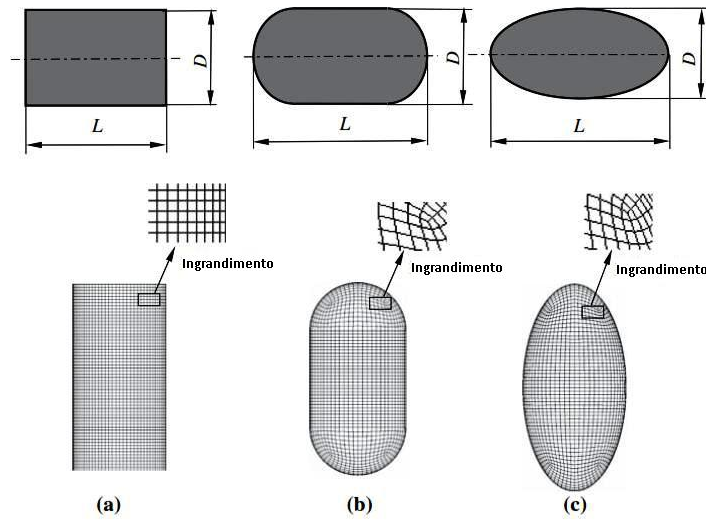 D
L
D
L
D
L
Ingrandimento
Ingrandimento
Ingrandimento
(a)
(b)
(c)